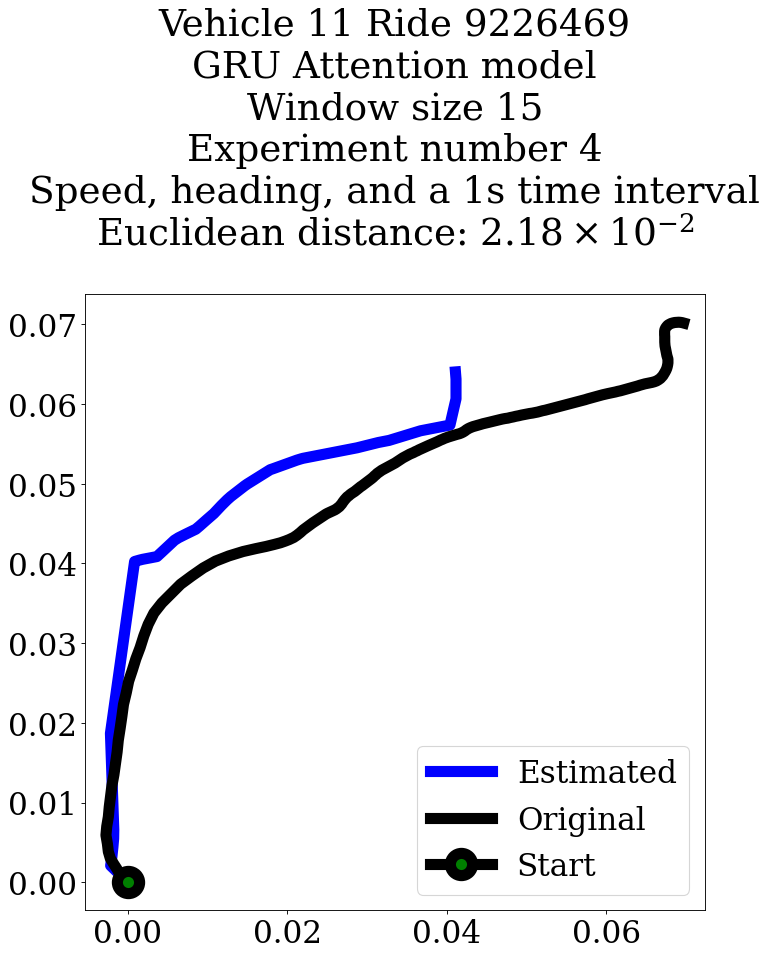 Vehicle 11 Ride 9226469
GRU Attention model
Window size 15
Experiment number 4
Speed, heading, and a 1s time interval
Euclidean distance: 2.18 × 10⁻²
0.07
0.06
0.05
0.04
0.03
0.02
0.01
0.00
Estimated
Original
Start
0.00 0.02 0.04 0.06